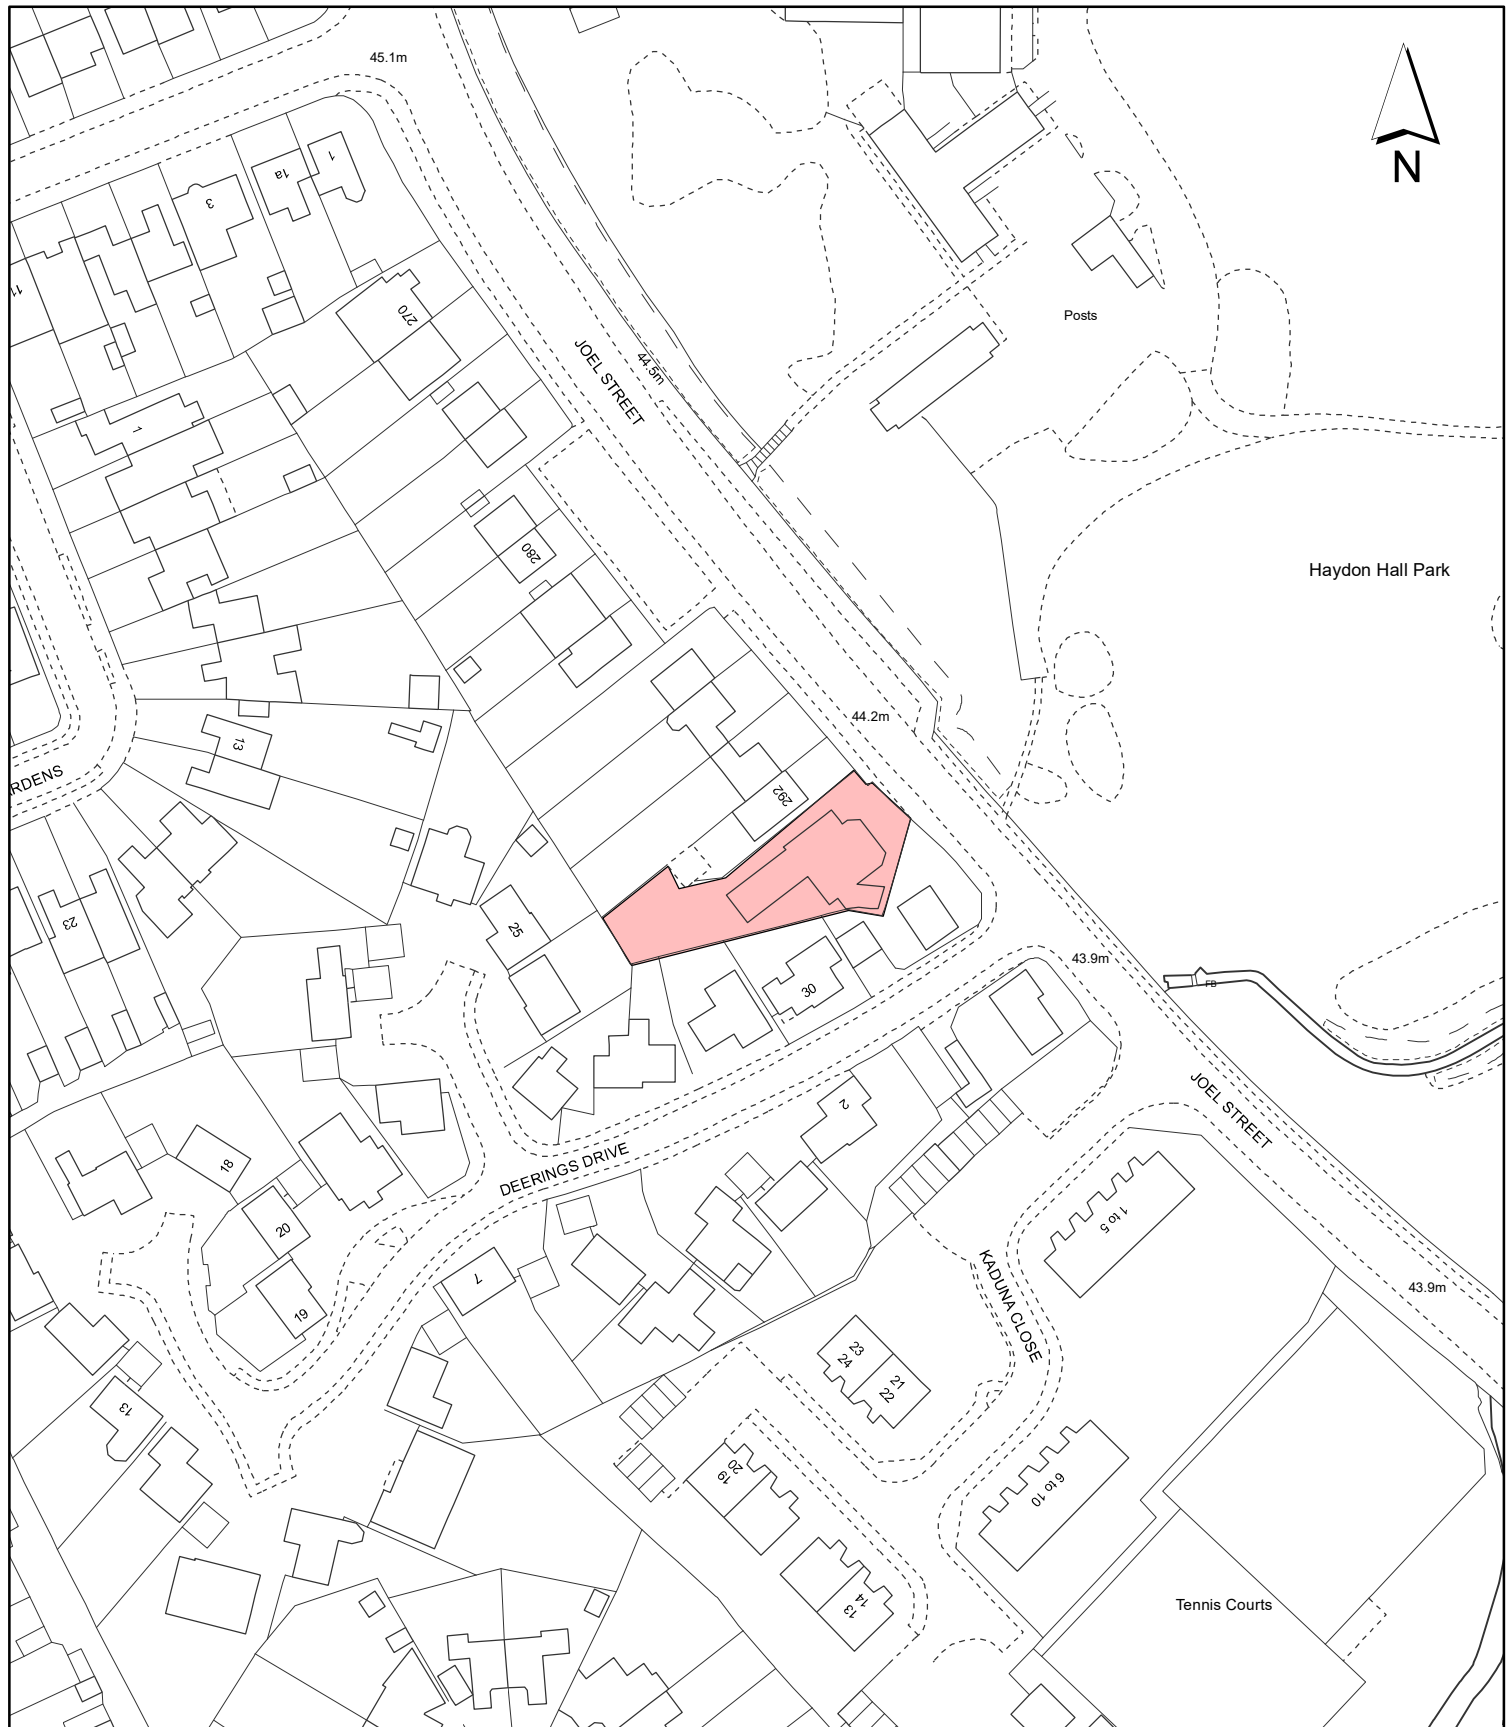 45.1m
N
1
1a
3
11
270
JOEL STREET
44.5m
Posts
1
280
Haydon Hall Park
44.2m
13
RDENS
292
23
25
30
43.9m
FB
JOEL STREET
2
DEERINGS DRIVE
18
20
19
7
1 to 5
KADUNA CLOSE
43.9m
23
24
21
22
13
20
19
6 to 10
14
13
Tennis Courts